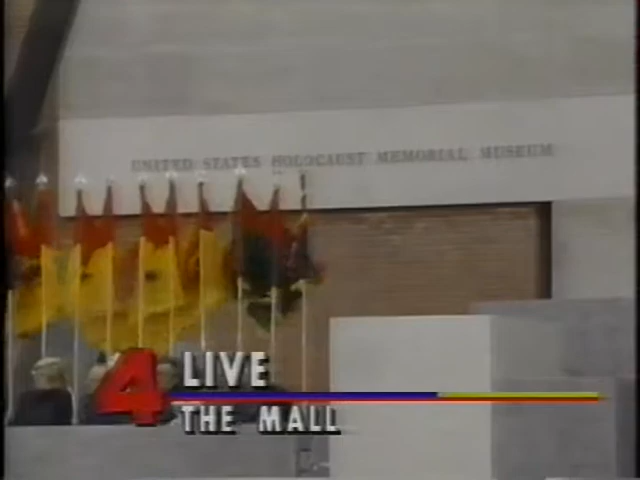 UNITED STATES HOLOCAUST MEMORIAL MUSEUM
4
LIVE
THE MALL